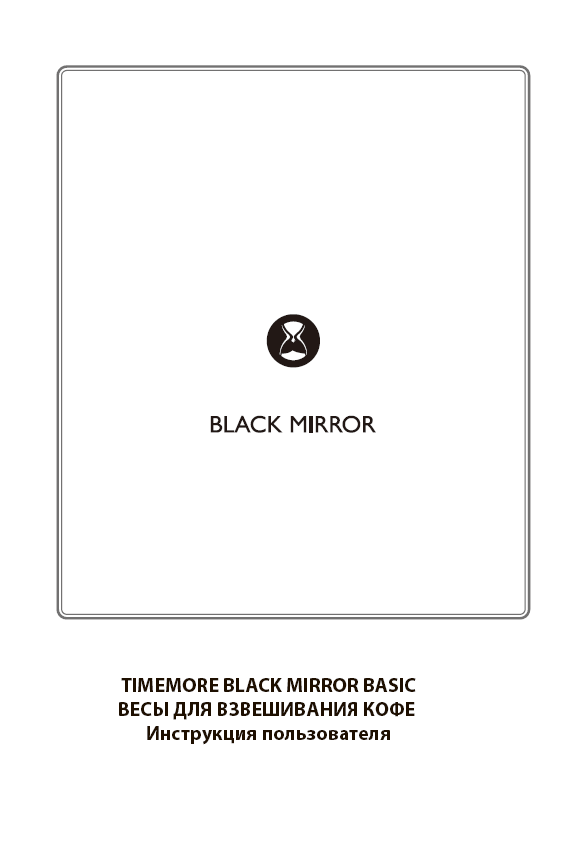 BLACK MIRROR
TIMEMORE BLACK MIRROR BASIC
ВЕСЫ ДЛЯ ВЗВЕШИВАНИЯ КОФЕ
Инструкция пользователя